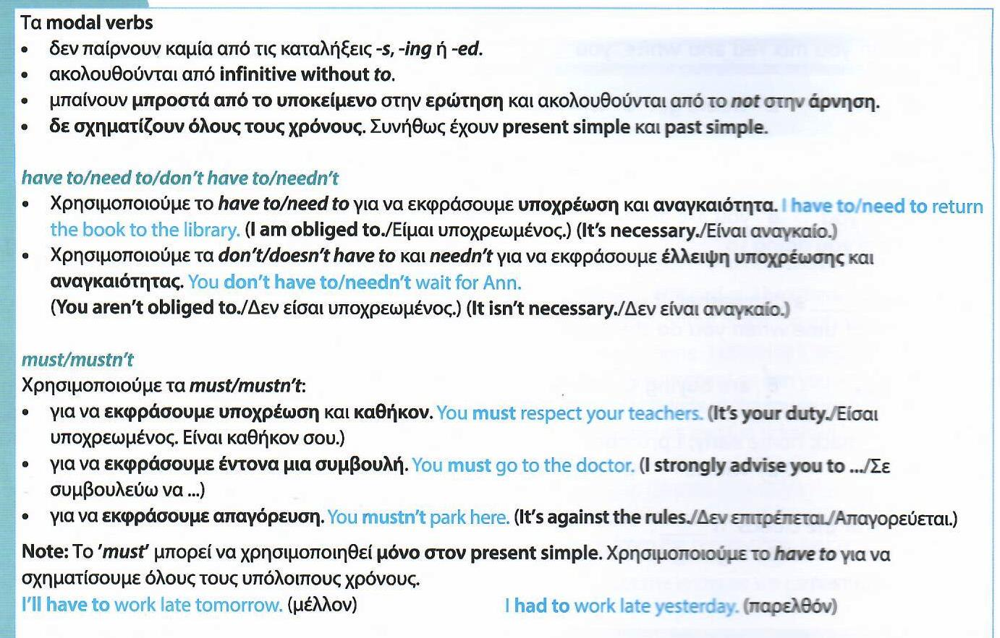 Τα modal verbs
• δεν παίρνουν καμία από τις καταλήξεις -s, -ing ή -ed.
• ακολουθούνται από infinitive without to.
• μπαίνουν μπροστά από το υποκείμενο στην ερώτηση και ακολουθούνται από το not στην άρνηση.
• δε σχηματίζουν όλους τους χρόνους. Συνήθως έχουν present simple και past simple.
have to/need to/don't have to/needn't
• Χρησιμοποιούμε το have to/need to για να εκφράσουμε υποχρέωση και αναγκαιότητα. I have to/need to return
the book to the library. (I am obliged to./Είμαι υποχρεωμένος.) (It's necessary./Είναι αναγκαίο.)
• Χρησιμοποιούμε τα don't/doesn't have to και needn't για να εκφράσουμε έλλειψη υποχρέωσης και
αναγκαιότητας. You don't have to/needn't wait for Ann.
(You aren't obliged to./Δεν είσαι υποχρεωμένος.) (It isn't necessary./Δεν είναι αναγκαίο.)
must/mustn't
Χρησιμοποιούμε τα must/mustn't:
• για να εκφράσουμε υποχρέωση και καθήκον. You must respect your teachers. (It's your duty./Είσαι
υποχρεωμένος. Είναι καθήκον σου.)
• για να εκφράσουμε έντονα μια συμβουλή. You must go to the doctor. (I strongly advise you to .../Σε
συμβουλεύω να ...)
• για να εκφράσουμε απαγόρευση. You mustn't park here. (It's against the rules./Δεν επιτρέπεται./Απαγορεύεται.)
Note: Το 'must' μπορεί να χρησιμοποιηθεί μόνο στον present simple. Χρησιμοποιούμε το have to για να
σχηματίσουμε όλους τους υπόλοιπους χρόνους.
I'll have to work late tomorrow. (μέλλον) I had to work late yesterday. (παρελθόν)